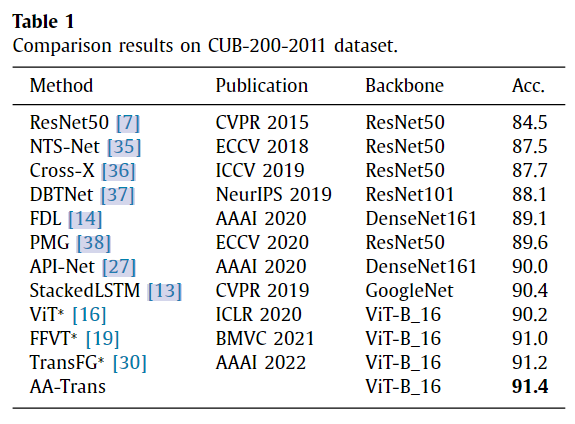 Table 1
Comparison results on CUB-200-2011 dataset.
Method Publication Backbone Acc.
ResNet50 [7] CVPR 2015 ResNet50 84.5
NTS-Net [35] ECCV 2018 ResNet50 87.5
Cross-X [36] ICCV 2019 ResNet50 87.7
DBTNet [37] NeurIPS 2019 ResNet101 88.1
FDL [14] AAAI 2020 DenseNet161 89.1
PMG [38] ECCV 2020 ResNet50 89.6
API-Net [27] AAAI 2020 DenseNet161 90.0
StackedLSTM [13] CVPR 2019 GoogleNet 90.4
ViT* [16] ICLR 2020 ViT-B_16 90.2
FFVT* [19] BMVC 2021 ViT-B_16 91.0
TransFG* [30] AAAI 2022 ViT-B_16 91.2
AA-Trans ViT-B_16 91.4